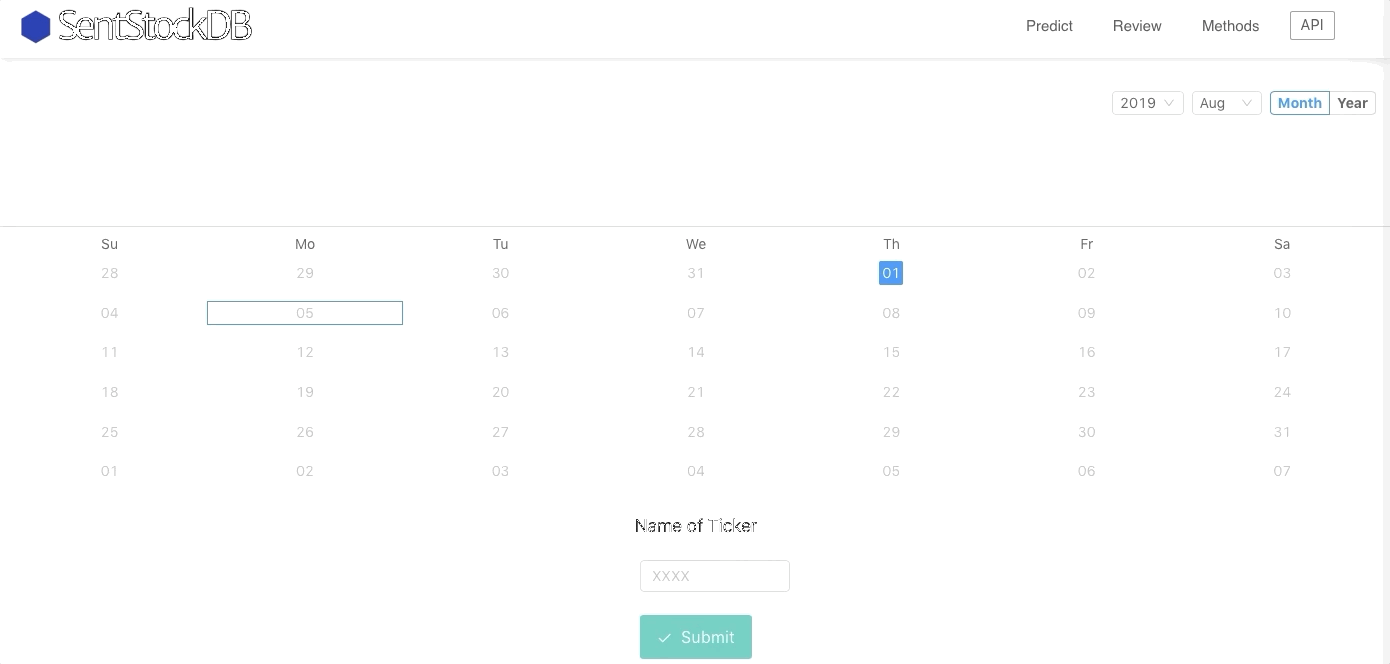 SentStockDB Predict Review Methods API
2019 Aug Month Year
Su Mo Tu We Th Fr Sa
28 29 30 31 01 02 03
04 05 06 07 08 09 10
11 12 13 14 15 16 17
18 19 20 21 22 23 24
25 26 27 28 29 30 31
01 02 03 04 05 06 07
Name of Ticker
XXXX
Submit